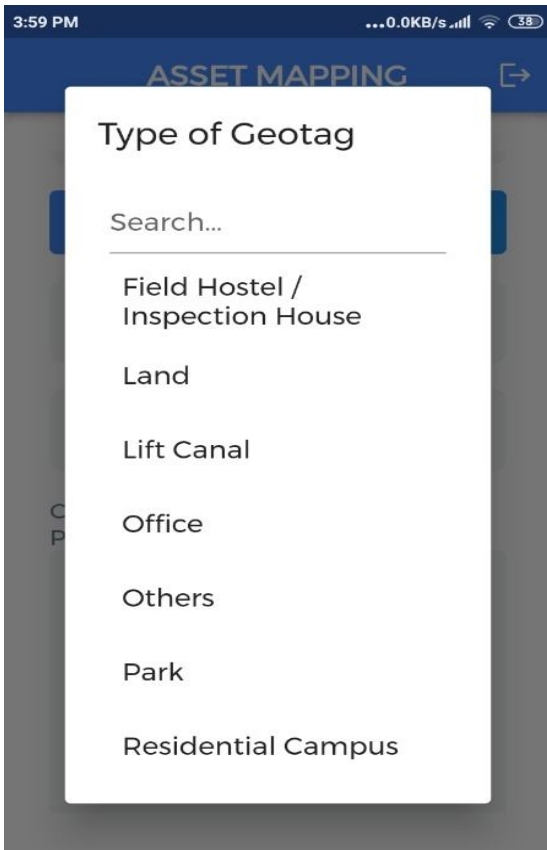 3:59 PM
...0.0KB/s 38
ASSET MAPPING
Type of Geotag
Search...
Field Hostel /
Inspection House
Land
Lift Canal
C
Office
P
Others
Park
Residential Campus